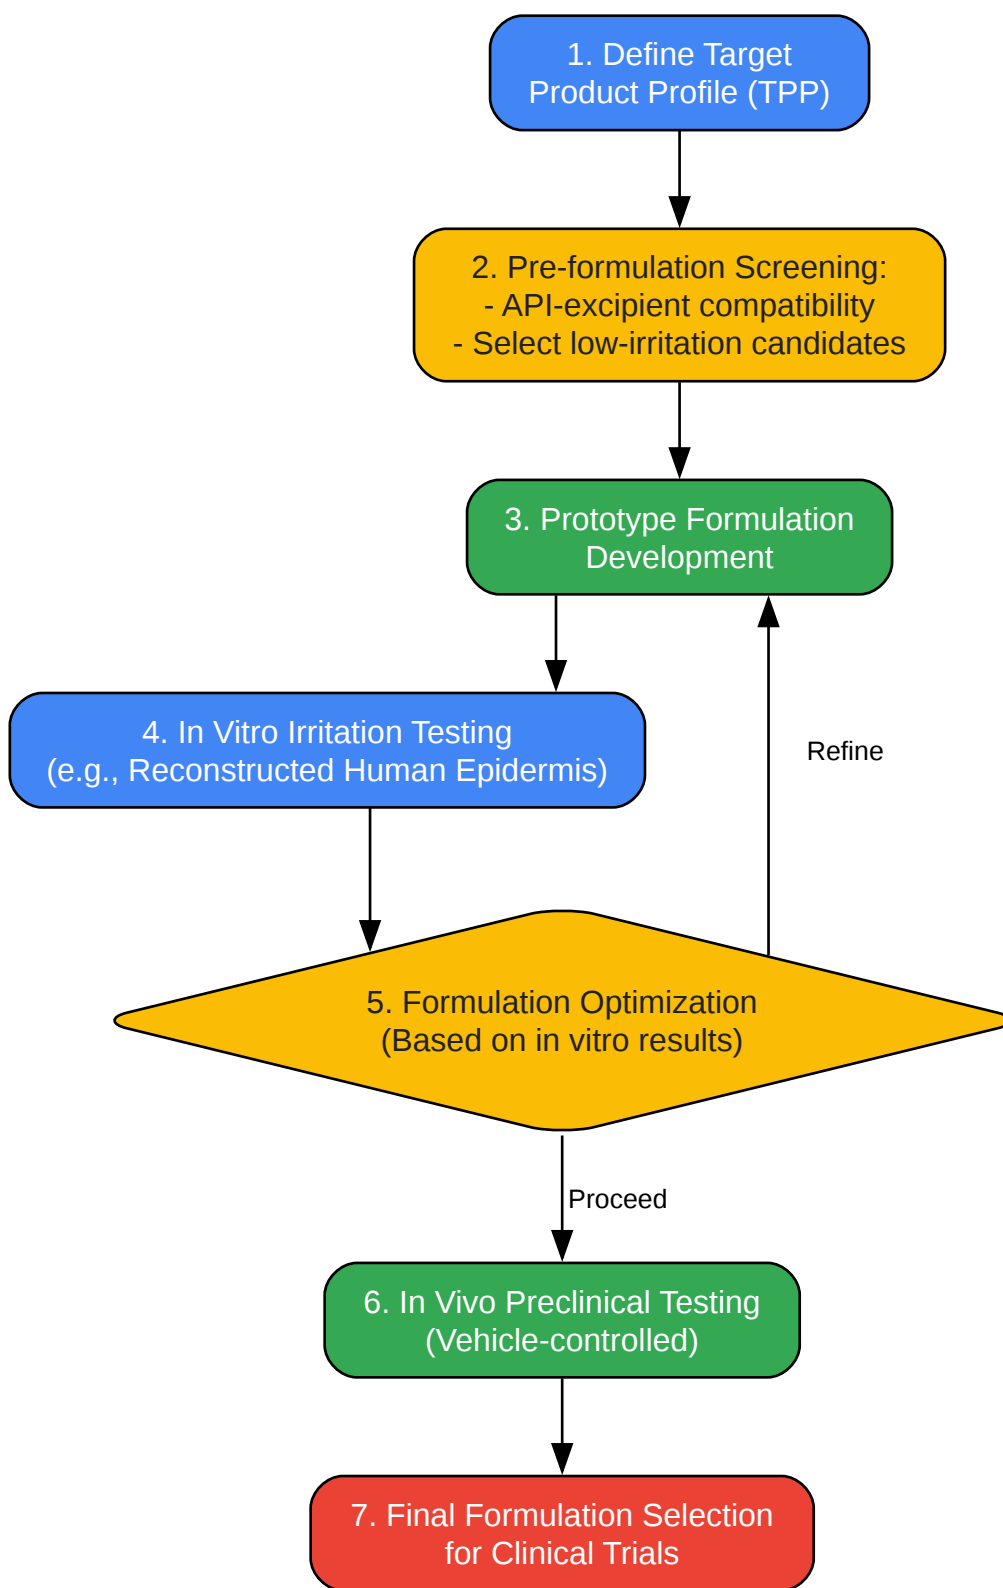 1. Define Target
Product Profile (TPP)
2. Pre-formulation Screening:
- API-excipient compatibility
- Select low-irritation candidates
3. Prototype Formulation
Development
4. In Vitro Irritation Testing
(e.g., Reconstructed Human Epidermis)
Refine
5. Formulation Optimization
(Based on in vitro results)
Proceed
6. In Vivo Preclinical Testing
(Vehicle-controlled)
7. Final Formulation Selection
for Clinical Trials